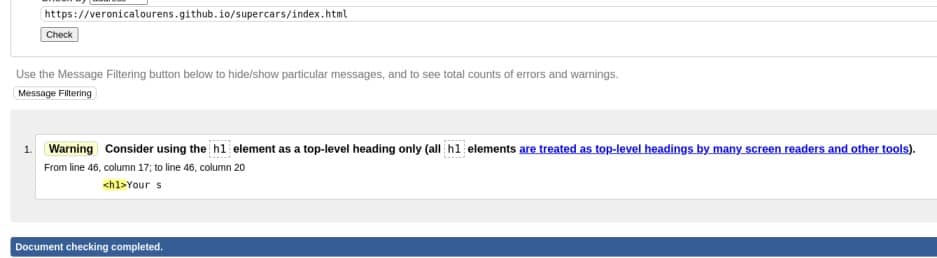 https://veronicalourens.github.io/supercars/index.html
Check
Use the Message Filtering button below to hide/show particular messages, and to see total counts of errors and warnings.
Message Filtering
1. Warning Consider using the h1 element as a top-level heading only (all h1 elements are treated as top-level headings by many screen readers and other tools).
From line 46, column 17; to line 46, column 20
<h1>Your s
Document checking completed.